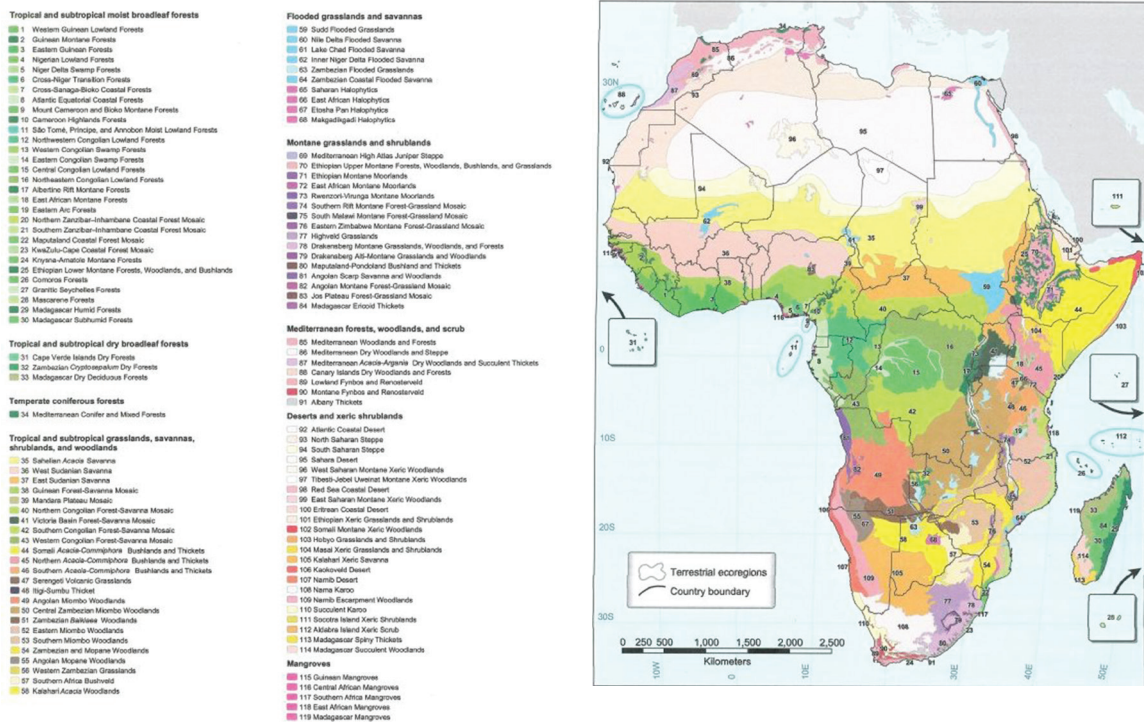 Tropical and subtropical moist broadleaf forests
1 Western Guinean Lowland Forests
2 Guinean Montane Forests
3 Eastern Guinean Forests
4 Nigerian Lowland Forests
5 Niger Delta Swamp Forests
6 Cross-Niger Transition Forests
7 Cross-Sanaga-Bioko Coastal Forests
8 Atlantic Equatorial Coastal Forests
9 Mount Cameroon and Bioko Montane Forests
10 Cameroon Highlands Forests
11 São Tomé, Príncipe, and Annobon Moist Lowland Forests
12 Northwestern Congolian Lowland Forests
13 Western Congolian Swamp Forests
14 Eastern Congolian Swamp Forests
15 Central Congolian Lowland Forests
16 Northeastern Congolian Lowland Forests
17 Albertine Rift Montane Forests
18 East African Montane Forests
19 Eastern Arc Forests
20 Northern Zanzibar-Inhambane Coastal Forest Mosaic
21 Southern Zanzibar-Inhambane Coastal Forest Mosaic
22 Maputaland Coastal Forest Mosaic
23 KwaZulu-Cape Coastal Forest Mosaic
24 Knysna-Amatole Montane Forests
25 Ethiopian Lower Montane Forests, Woodlands, and Bushlands
26 Comoros Forests
27 Granitic Seychelles Forests
28 Mascarene Forests
29 Madagascar Humid Forests
30 Madagascar Subhumid Forests
Tropical and subtropical dry broadleaf forests
31 Cape Verde Islands Dry Forests
32 Zambezian Cryptosepalum Dry Forests
33 Madagascar Dry Deciduous Forests
Temperate coniferous forests
34 Mediterranean Conifer and Mixed Forests
Tropical and subtropical grasslands, savannas,
shrublands, and woodlands
35 Sahelian Acacia Savanna
36 West Sudanian Savanna
37 East Sudanian Savanna
38 Guinean Forest-Savanna Mosaic
39 Mandara Plateau Mosaic
40 Northern Congolian Forest-Savanna Mosaic
41 Victoria Basin Forest-Savanna Mosaic
42 Southern Congolian Forest-Savanna Mosaic
43 Western Congolian Forest-Savanna Mosaic
44 Somali Acacia-Commiphora Bushlands and Thickets
45 Northern Acacia-Commiphora Bushlands and Thickets
46 Southern Acacia-Commiphora Bushlands and Thickets
47 Serengeti Volcanic Grasslands
48 Itigi-Sumbu Thicket
49 Angolan Miombo Woodlands
50 Central Zambezian Miombo Woodlands
51 Zambezian Baikiaea Woodlands
52 Eastern Miombo Woodlands
53 Southern Miombo Woodlands
54 Zambezian and Mopane Woodlands
55 Angolan Mopane Woodlands
56 Western Zambezian Grasslands
57 Southern Africa Bushveld
58 Kalahari Acacia Woodlands
Flooded grasslands and savannas
59 Sudd Flooded Grasslands
60 Nile Delta Flooded Savanna
61 Lake Chad Flooded Savanna
62 Inner Niger Delta Flooded Savanna
63 Zambezian Flooded Grasslands
64 Zambezian Coastal Flooded Savanna
65 Saharan Halophytics
66 East African Halophytics
67 Etosha Pan Halophytics
68 Makgadikgadi Halophytics
Montane grasslands and shrublands
69 Mediterranean High Atlas Juniper Steppe
70 Ethiopian Upper Montane Forests, Woodlands, Bushlands, and Grasslands
71 Ethiopian Montane Moorlands
72 East African Montane Moorlands
73 Rwenzori-Virunga Montane Moorlands
74 Southern Rift Montane Forest-Grassland Mosaic
75 South Malawi Montane Forest-Grassland Mosaic
76 Eastern Zimbabwe Montane Forest-Grassland Mosaic
77 Highveld Grasslands
78 Drakensberg Montane Grasslands, Woodlands, and Forests
79 Drakensberg Alti-Montane Grasslands and Woodlands
80 Maputaland-Pondoland Bushland and Thickets
81 Angolan Scarp Savanna and Woodlands
82 Angolan Montane Forest-Grassland Mosaic
83 Jos Plateau Forest-Grassland Mosaic
84 Madagascar Ericoid Thickets
Mediterranean forests, woodlands, and scrub
85 Mediterranean Woodlands and Forests
86 Mediterranean Dry Woodlands and Steppe
87 Mediterranean Acacia-Argania Dry Woodlands and Succulent Thickets
88 Canary Islands Dry Woodlands and Forests
89 Lowland Fynbos and Renosterveld
90 Montane Fynbos and Renosterveld
91 Albany Thickets
Deserts and xeric shrublands
92 Atlantic Coastal Desert
93 North Saharan Steppe
94 South Saharan Steppe
95 Sahara Desert
96 West Saharan Montane Xeric Woodlands
97 Tibesti-Jebel Uweinat Montane Xeric Woodlands
98 Red Sea Coastal Desert
99 East Saharan Montane Xeric Woodlands
100 Eritrean Coastal Desert
101 Ethiopian Xeric Grasslands and Shrublands
102 Somali Montane Xeric Woodlands
103 Hobyo Grasslands and Shrublands
104 Masai Xeric Grasslands and Shrublands
105 Kalahari Xeric Savanna
106 Kaokoveld Desert
107 Namib Desert
108 Nama Karoo
109 Namib Escarpment Woodlands
110 Succulent Karoo
111 Socotra Island Xeric Shrublands
112 Aldabra Island Xeric Scrub
113 Madagascar Spiny Thickets
114 Madagascar Succulent Woodlands
Mangroves
115 Guinean Mangroves
116 Central African Mangroves
117 Southern Africa Mangroves
118 East African Mangroves
119 Madagascar Mangroves
30N
0
10S
20S
30S
10W
0
10E
30E
40E
50E
111
31
27
112
Terrestrial ecoregions
Country boundary
0 250 500 1,000 1,500 2,000 2,500
Kilometers